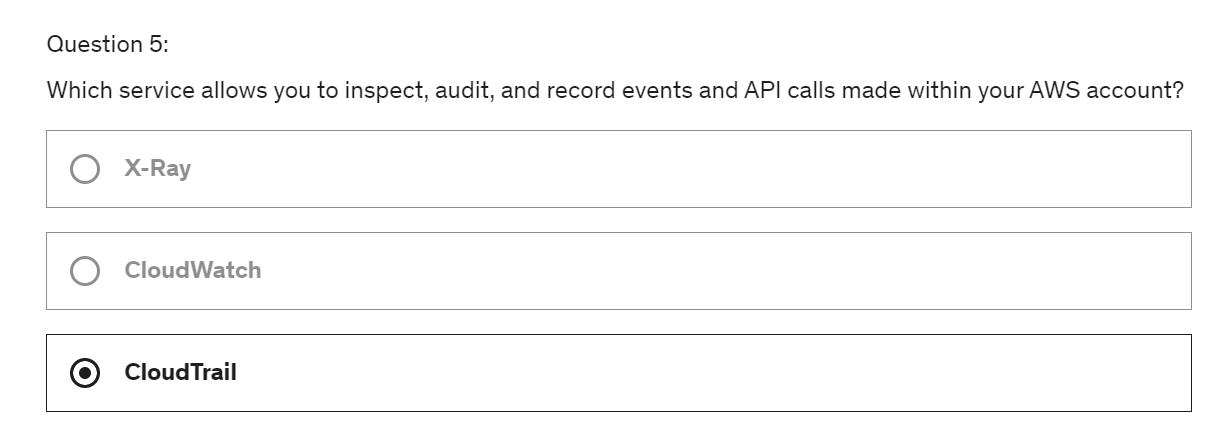 Question 5:
Which service allows you to inspect, audit, and record events and API calls made within your AWS account?
X-Ray
CloudWatch
CloudTrail